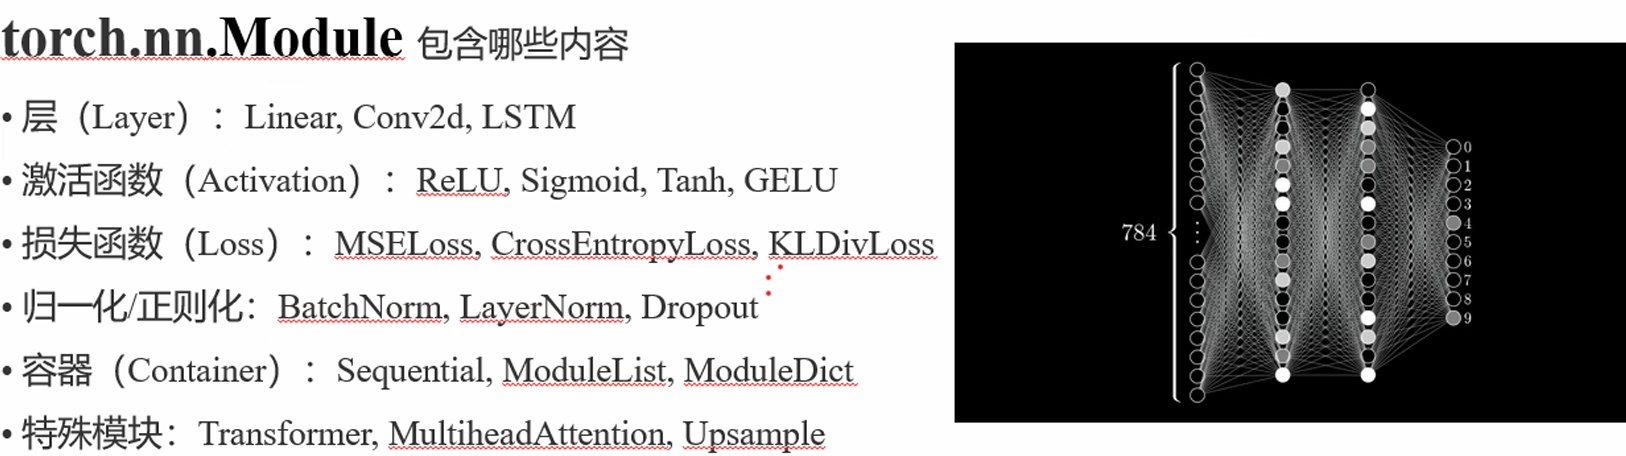 torch.nn.Module 包含哪些内容
• 层（Layer）：Linear, Conv2d, LSTM
• 激活函数（Activation）：ReLU, Sigmoid, Tanh, GELU
• 损失函数（Loss）：MSELoss, CrossEntropyLoss, KLDivLoss
• 归一化/正则化：BatchNorm, LayerNorm, Dropout
• 容器（Container）：Sequential, ModuleList, ModuleDict
• 特殊模块：Transformer, MultiheadAttention, Upsample
784
0
1
2
3
4
5
6
7
8
9